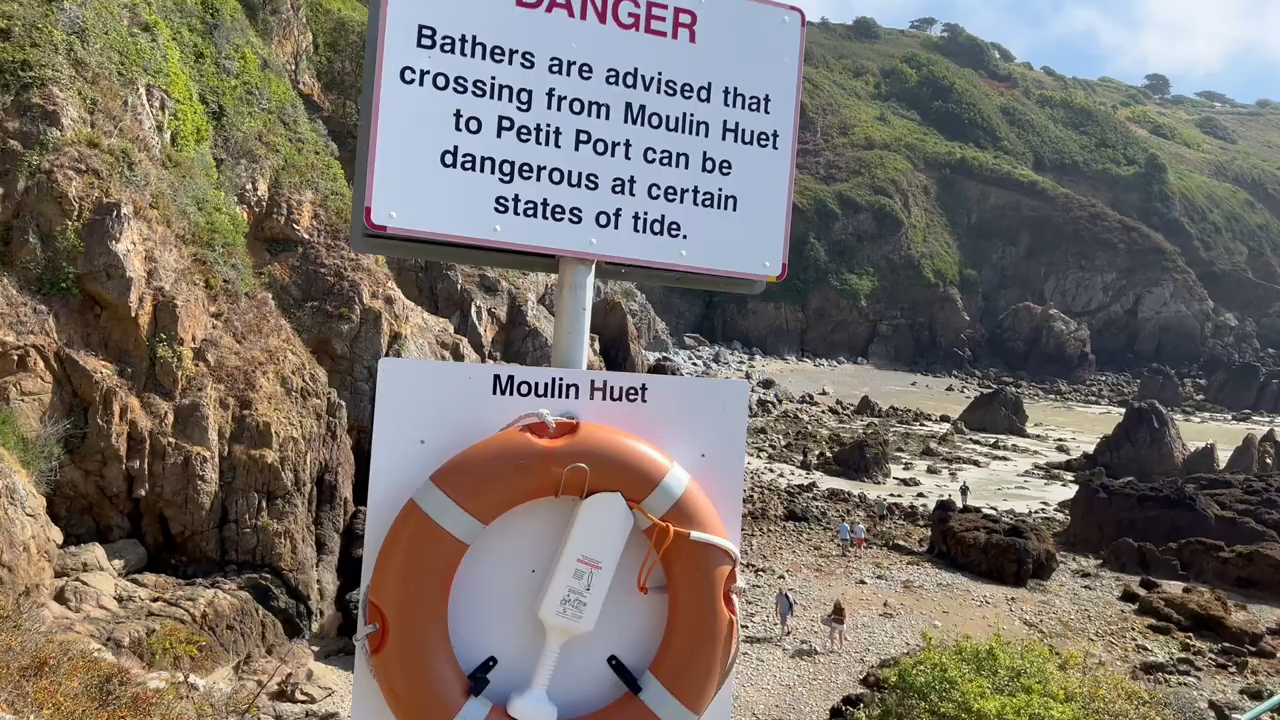 DANGER
Bathers are advised that
crossing from Moulin Huet
to Petit Port can be
dangerous at certain
states of tide.
Moulin Huet